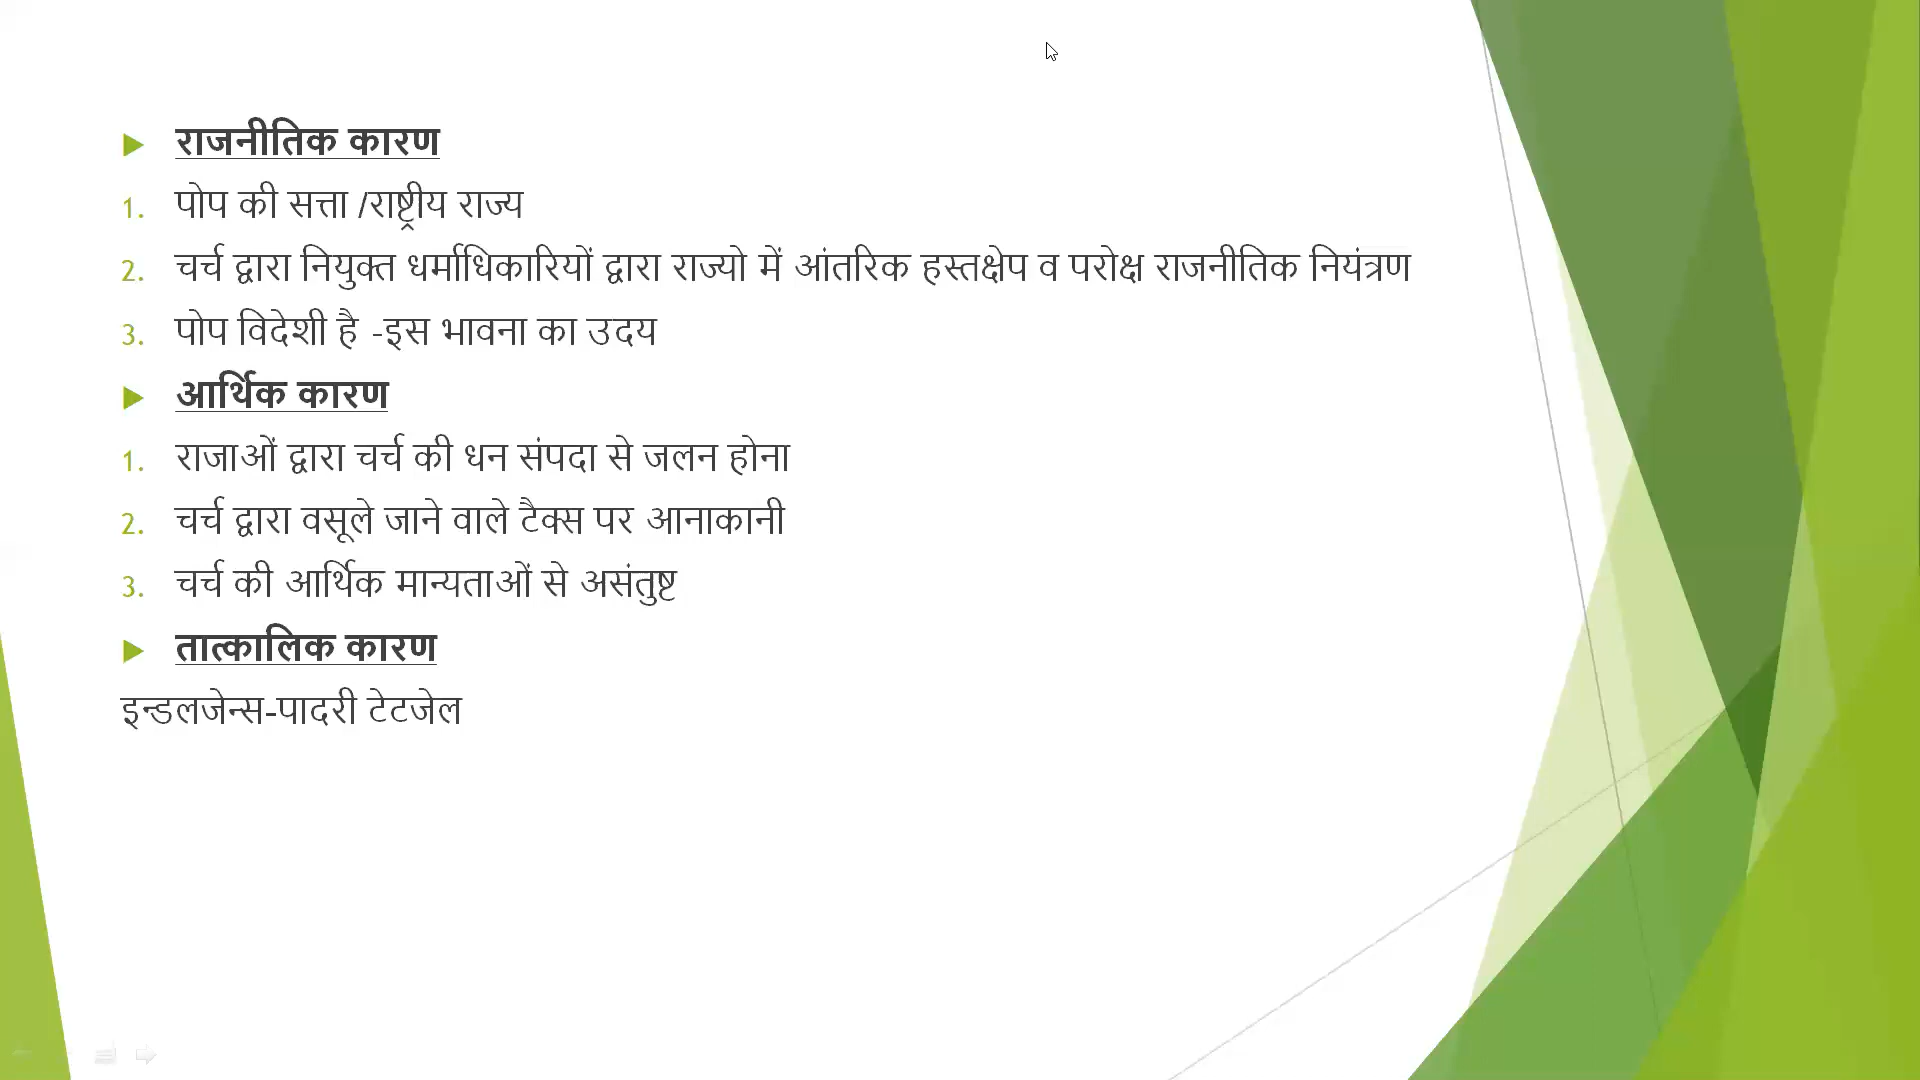 राजनीतिक कारण
1. पोप की सत्ता /राष्ट्रीय राज्य
2. चर्च द्वारा नियुक्त धर्माधिकारियों द्वारा राज्यो में आंतरिक हस्तक्षेप व परोक्ष राजनीतिक नियंत्रण
3. पोप विदेशी है -इस भावना का उदय
आर्थिक कारण
1. राजाओं द्वारा चर्च की धन संपदा से जलन होना
2. चर्च द्वारा वसूले जाने वाले टैक्स पर आनाकानी
3. चर्च की आर्थिक मान्यताओं से असंतुष्ट
तात्कालिक कारण
इन्डलजेन्स-पादरी टेटजेल